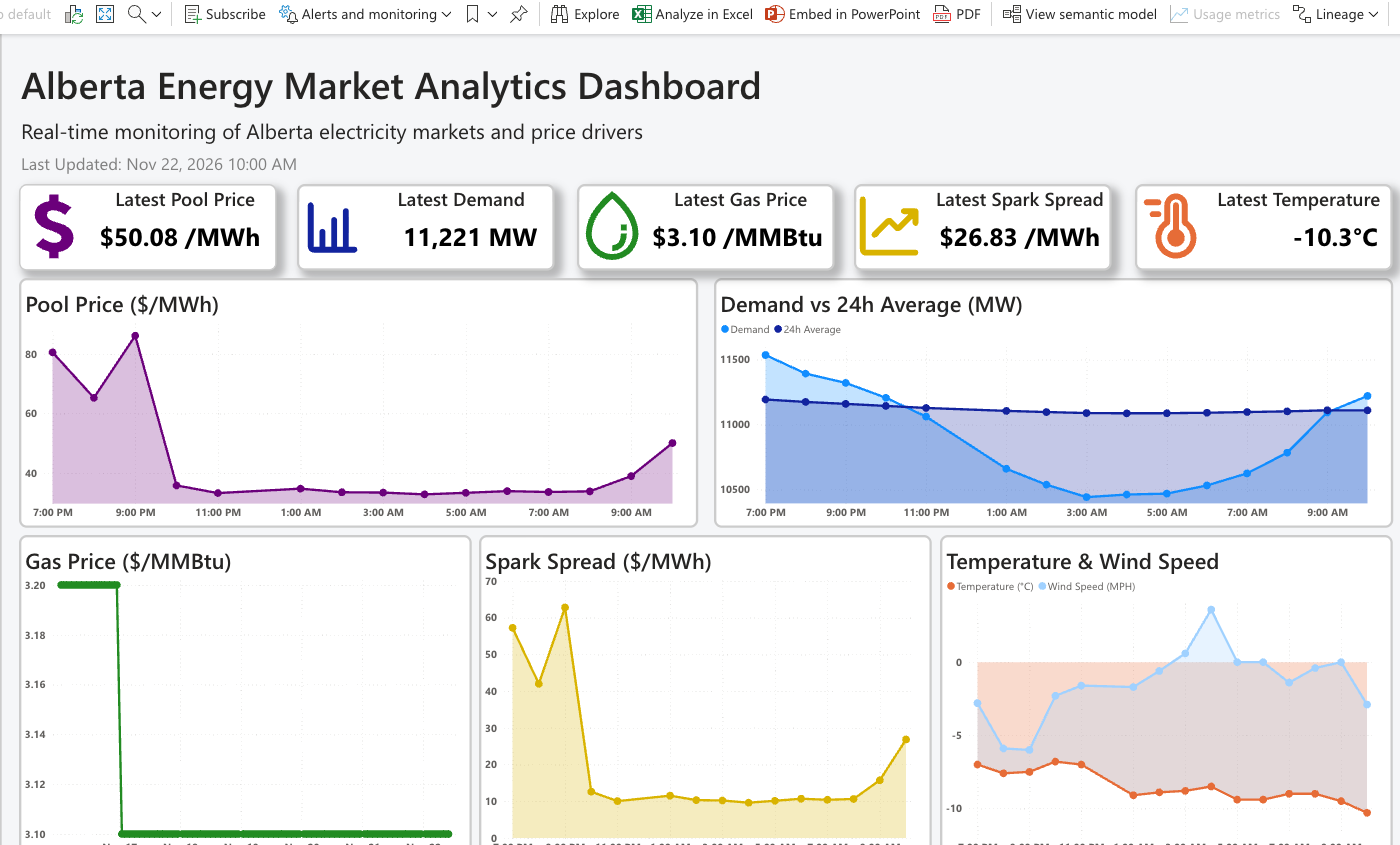 default
Subscribe
Alerts and monitoring
Explore
Analyze in Excel
Embed in PowerPoint
PDF
PDF
View semantic model
Usage metrics
Lineage
Alberta Energy Market Analytics Dashboard
Real-time monitoring of Alberta electricity markets and price drivers
Last Updated: Nov 22, 2026 10:00 AM
Latest Pool Price
$50.08 /MWh
Latest Demand
11,221 MW
Latest Gas Price
$3.10 /MMBtu
Latest Spark Spread
$26.83 /MWh
Latest Temperature
-10.3°C
Pool Price ($/MWh)
80
60
40
7:00 PM 9:00 PM 11:00 PM 1:00 AM 3:00 AM 5:00 AM 7:00 AM 9:00 AM
Demand vs 24h Average (MW)
Demand 24h Average
11500
11000
10500
7:00 PM 9:00 PM 11:00 PM 1:00 AM 3:00 AM 5:00 AM 7:00 AM 9:00 AM
Gas Price ($/MMBtu)
3.20
3.18
3.16
3.14
3.12
3.10
Spark Spread ($/MWh)
70
60
50
40
30
20
10
0
Temperature & Wind Speed
Temperature (°C) Wind Speed (MPH)
0
-5
-10